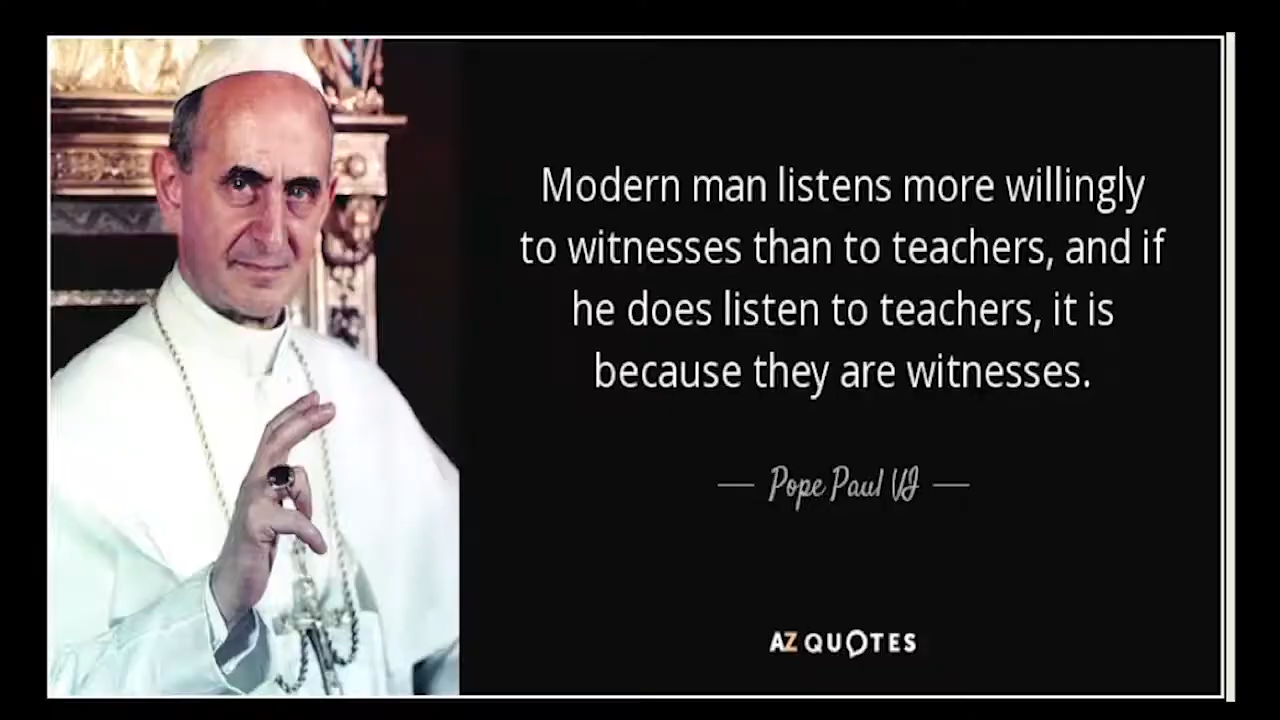 Modern man listens more willingly
to witnesses than to teachers, and if
he does listen to teachers, it is
because they are witnesses.
Pope Paul VI
AZ QUOTES